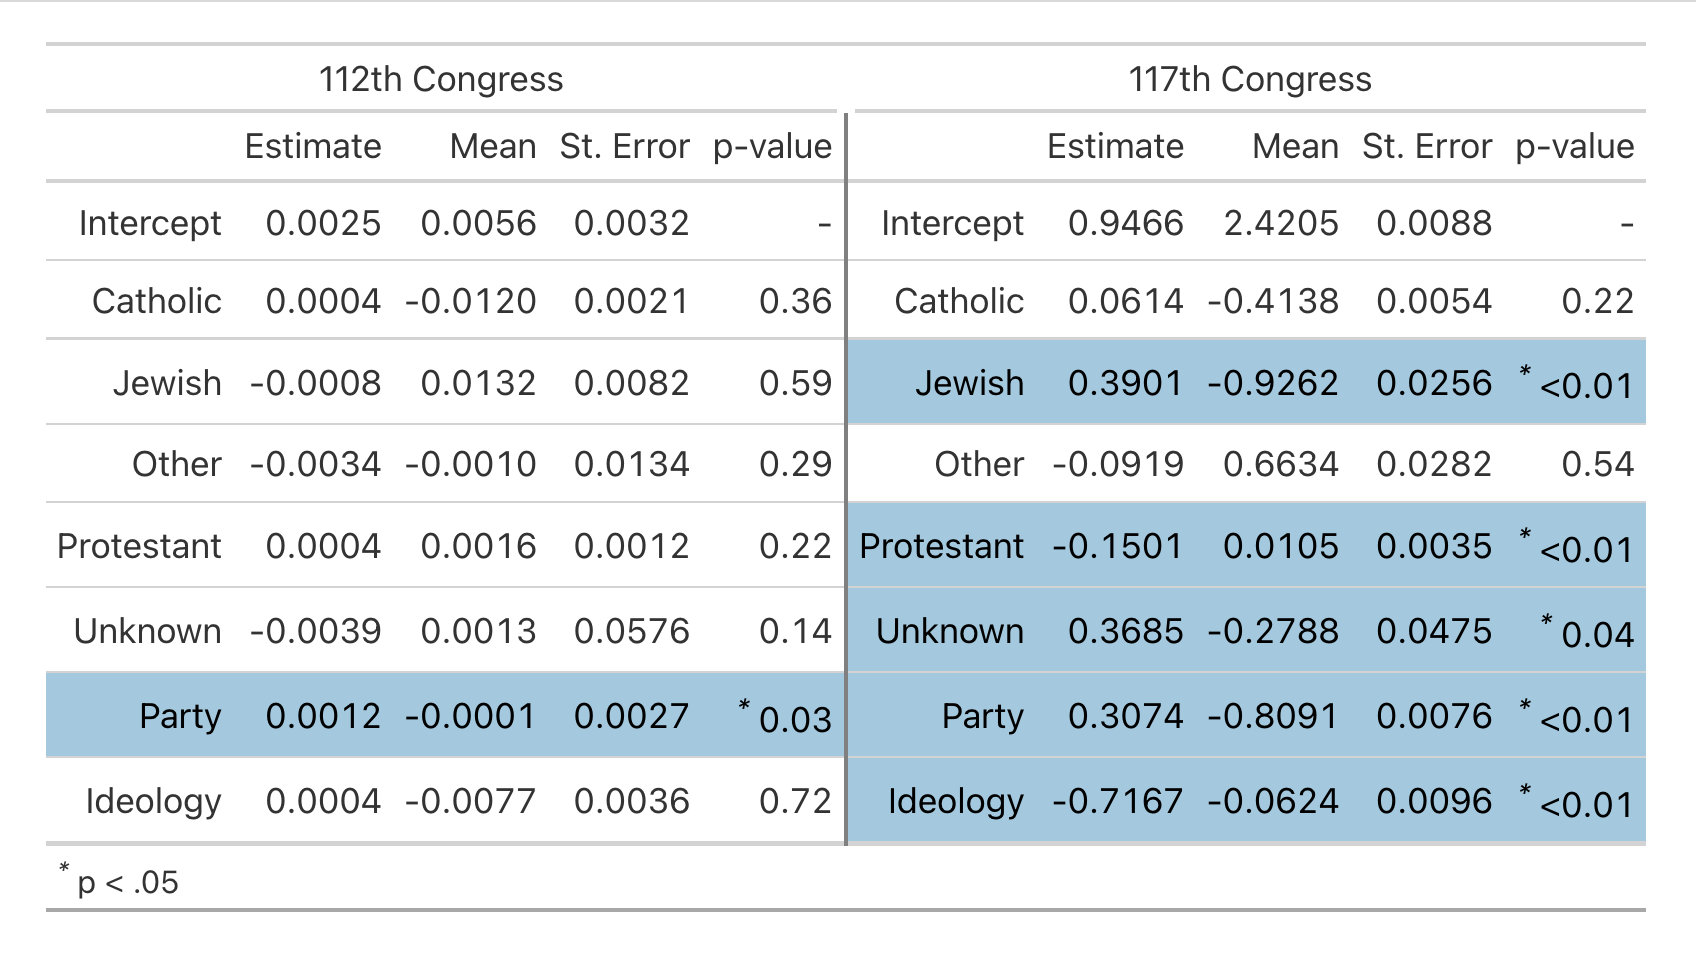 112th Congress 117th Congress
Estimate Mean St. Error p-value Estimate Mean St. Error p-value
Intercept 0.0025 0.0056 0.0032 - Intercept 0.9466 2.4205 0.0088 -
Catholic 0.0004 -0.0120 0.0021 0.36 Catholic 0.0614 -0.4138 0.0054 0.22
Jewish -0.0008 0.0132 0.0082 0.59 Jewish 0.3901 -0.9262 0.0256 * <0.01
Other -0.0034 -0.0010 0.0134 0.29 Other -0.0919 0.6634 0.0282 0.54
Protestant 0.0004 0.0016 0.0012 0.22 Protestant -0.1501 0.0105 0.0035 * <0.01
Unknown -0.0039 0.0013 0.0576 0.14 Unknown 0.3685 -0.2788 0.0475 * 0.04
Party 0.0012 -0.0001 0.0027 * 0.03 Party 0.3074 -0.8091 0.0076 * <0.01
Ideology 0.0004 -0.0077 0.0036 0.72 Ideology -0.7167 -0.0624 0.0096 * <0.01
* p < .05